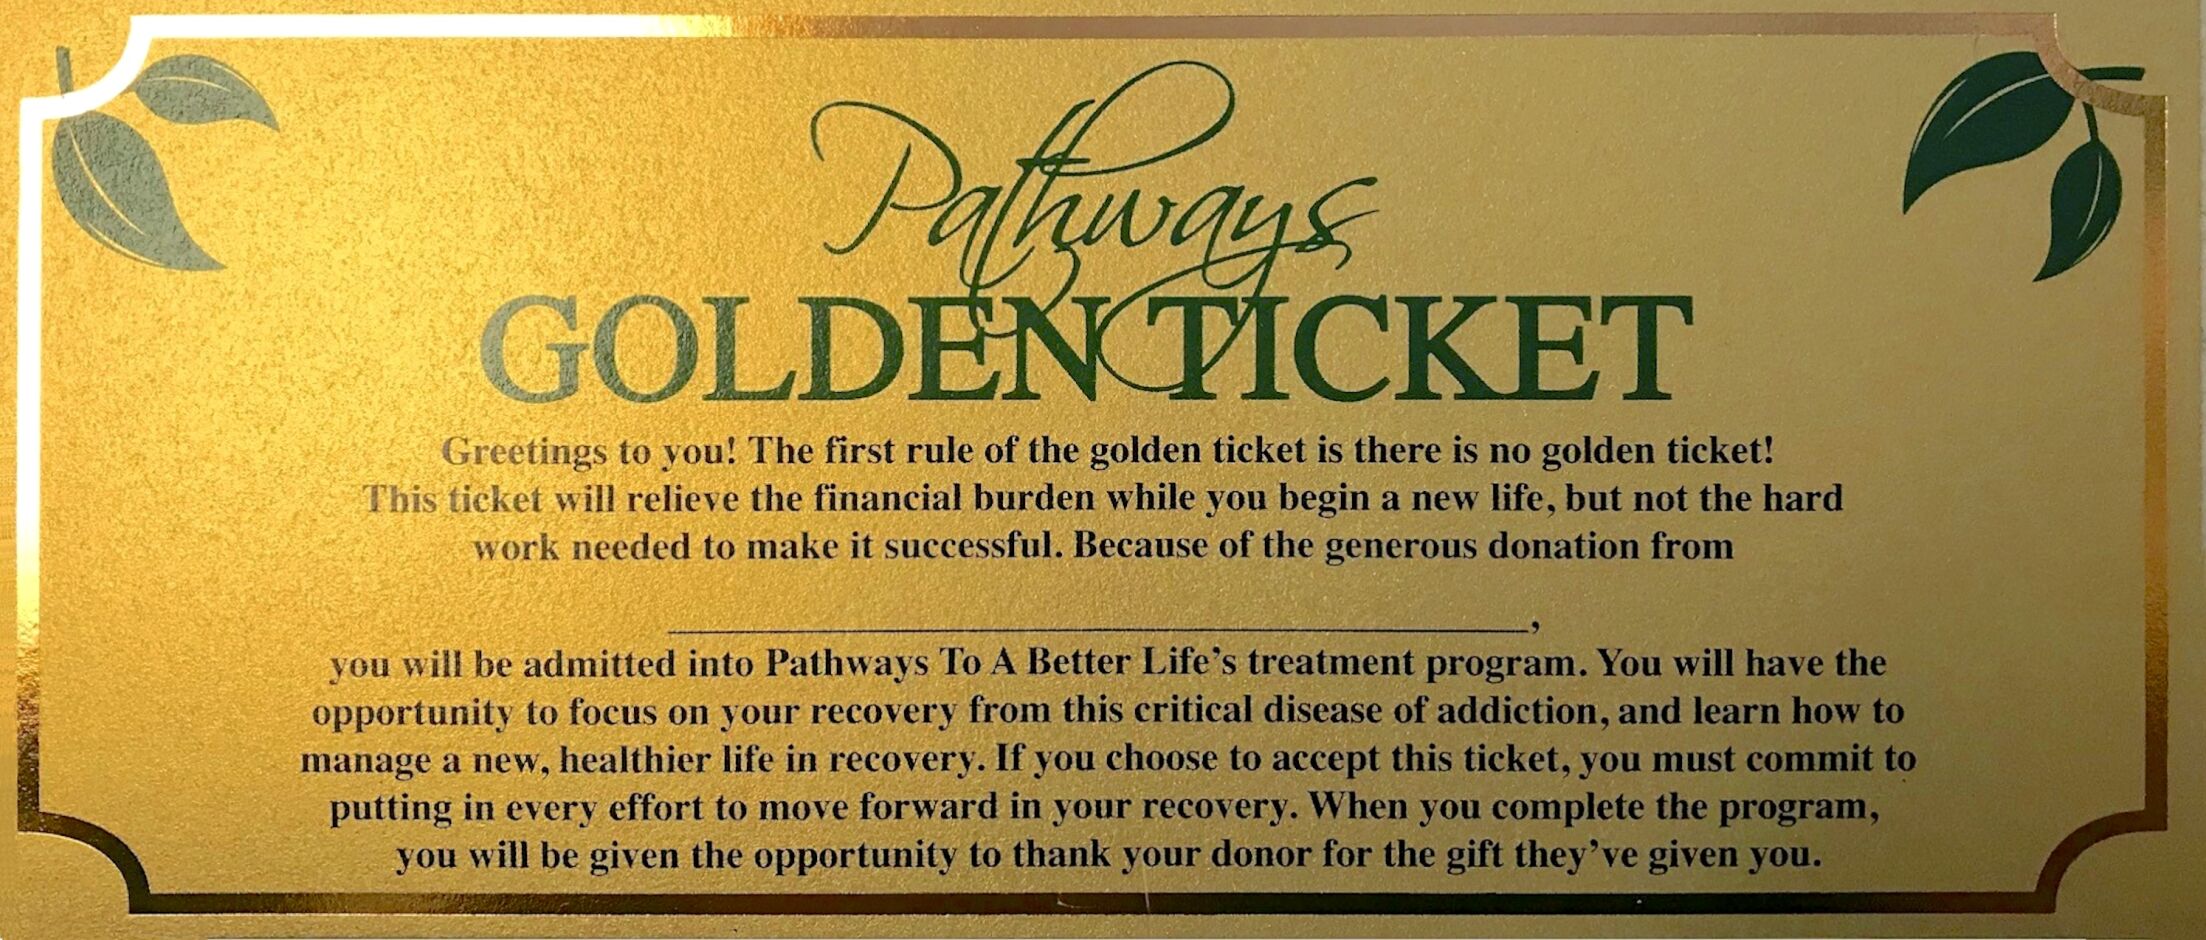 Pathways
GOLDEN TICKET
Greetings to you! The first rule of the golden ticket is there is no golden ticket!
This ticket will relieve the financial burden while you begin a new life, but not the hard
work needed to make it successful. Because of the generous donation from
____________________,
you will be admitted into Pathways To A Better Life’s treatment program. You will have the
opportunity to focus on your recovery from this critical disease of addiction, and learn how to
manage a new, healthier life in recovery. If you choose to accept this ticket, you must commit to
putting in every effort to move forward in your recovery. When you complete the program,
you will be given the opportunity to thank your donor for the gift they’ve given you.